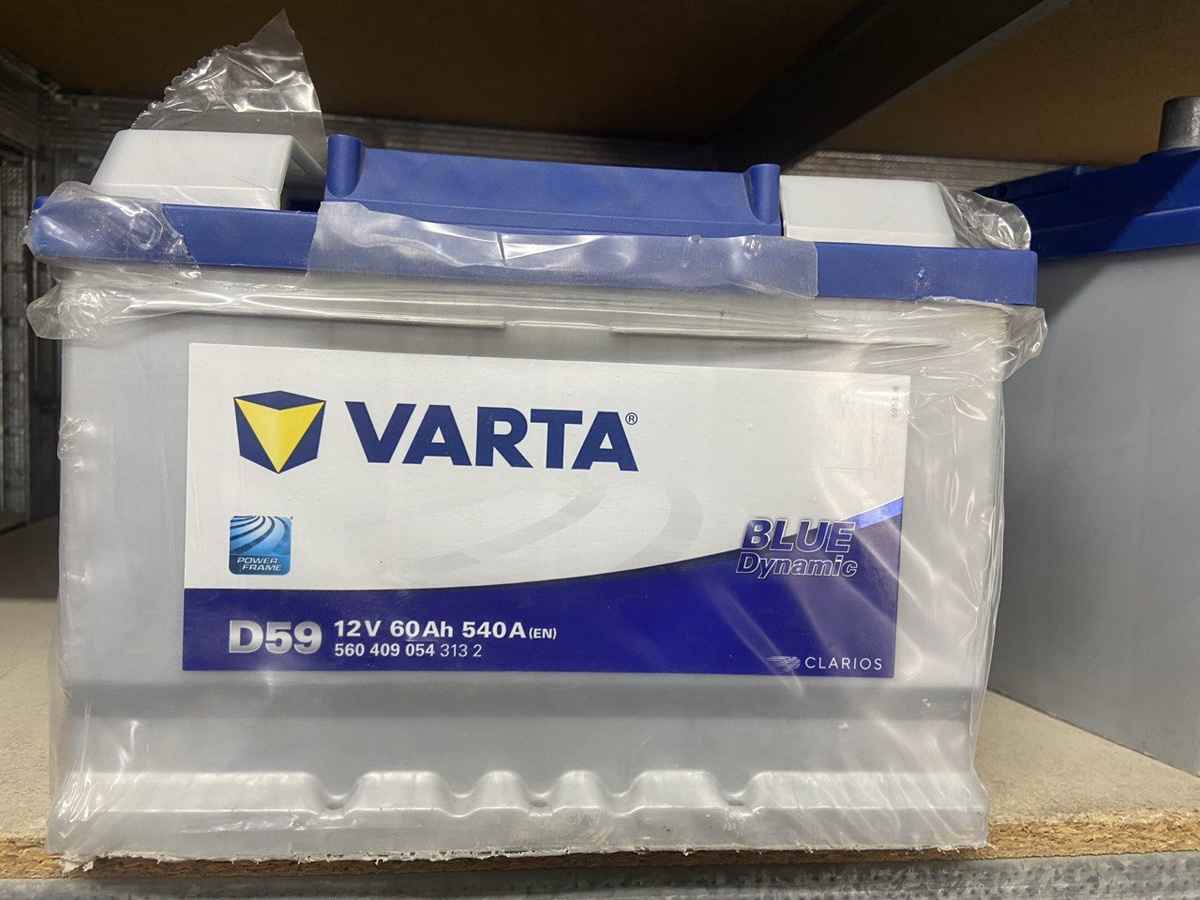 VARTA®
POWER FRAME
BLUE
Dynamic
D59 12V 60Ah 540A (EN)
560 409 054 313 2
CLARIOS